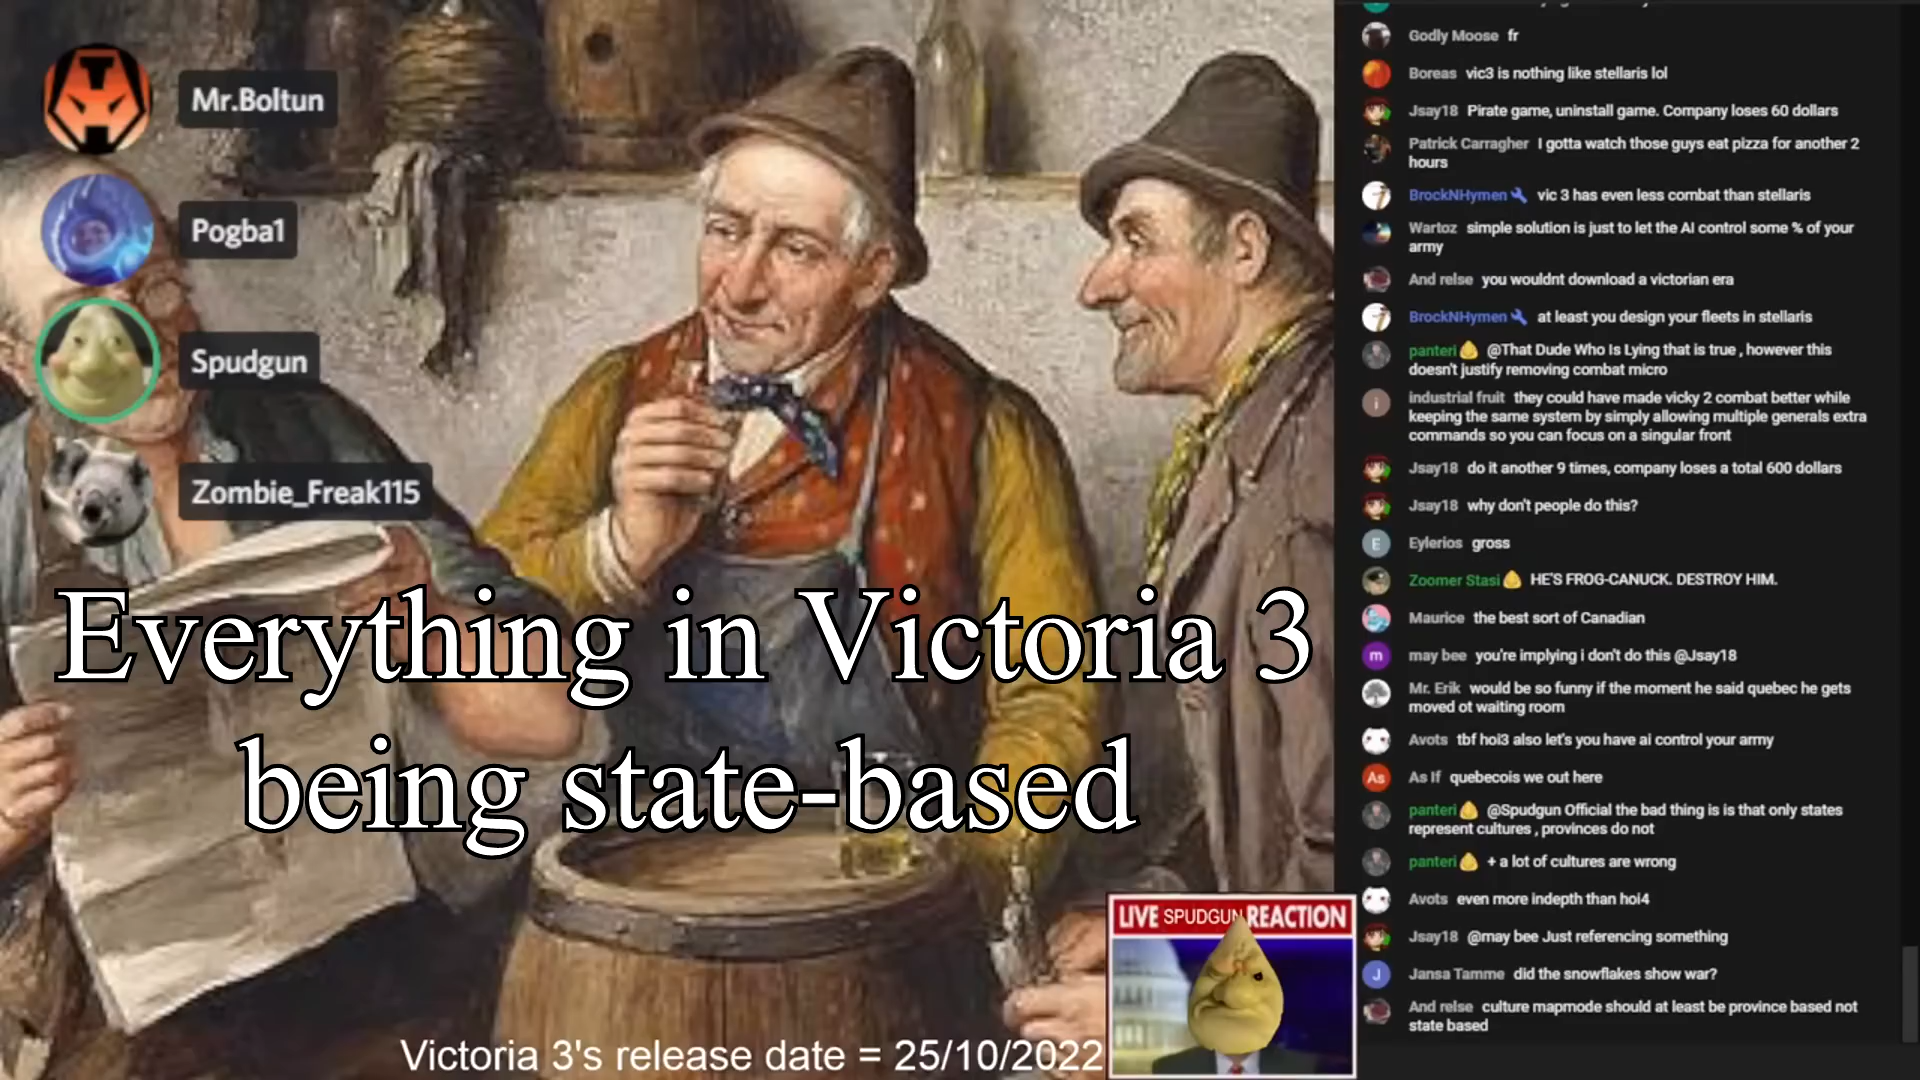 Mr.Boltun
Pogba1
Spudgun
Zombie_Freak115
Everything in Victoria 3
being state-based
Victoria 3's release date = 25/10/2022
LIVE SPUDGUN REACTION
Godly Moose fr
Boreas vic3 is nothing like stellaris lol
Jsay18 Pirate game, uninstall game. Company loses 60 dollars
Patrick Carragher I gotta watch those guys eat pizza for another 2
hours
BrockNHymen vic 3 has even less combat than stellaris
Wartoz simple solution is just to let the AI control some % of your
army
And relse you wouldnt download a victorian era
BrockNHymen at least you design your fleets in stellaris
panteri @That Dude Who Is Lying that is true , however this
doesn't justify removing combat micro
i
industrial fruit they could have made vicky 2 combat better while
keeping the same system by simply allowing multiple generals extra
commands so you can focus on a singular front
Jsay18 do it another 9 times, company loses a total 600 dollars
Jsay18 why don't people do this?
E
Eylerios gross
Zoomer Stasi HE'S FROG-CANUCK. DESTROY HIM.
Maurice the best sort of Canadian
m
may bee you're implying i don't do this @Jsay18
Mr. Erik would be so funny if the moment he said quebec he gets
moved ot waiting room
Avots tbf hoi3 also let's you have ai control your army
As
As If quebecois we out here
panteri @Spudgun Official the bad thing is is that only states
represent cultures , provinces do not
panteri + a lot of cultures are wrong
Avots even more indepth than hoi4
Jsay18 @may bee Just referencing something
J
Jansa Tamme did the snowflakes show war?
And relse culture mapmode should at least be province based not
state based